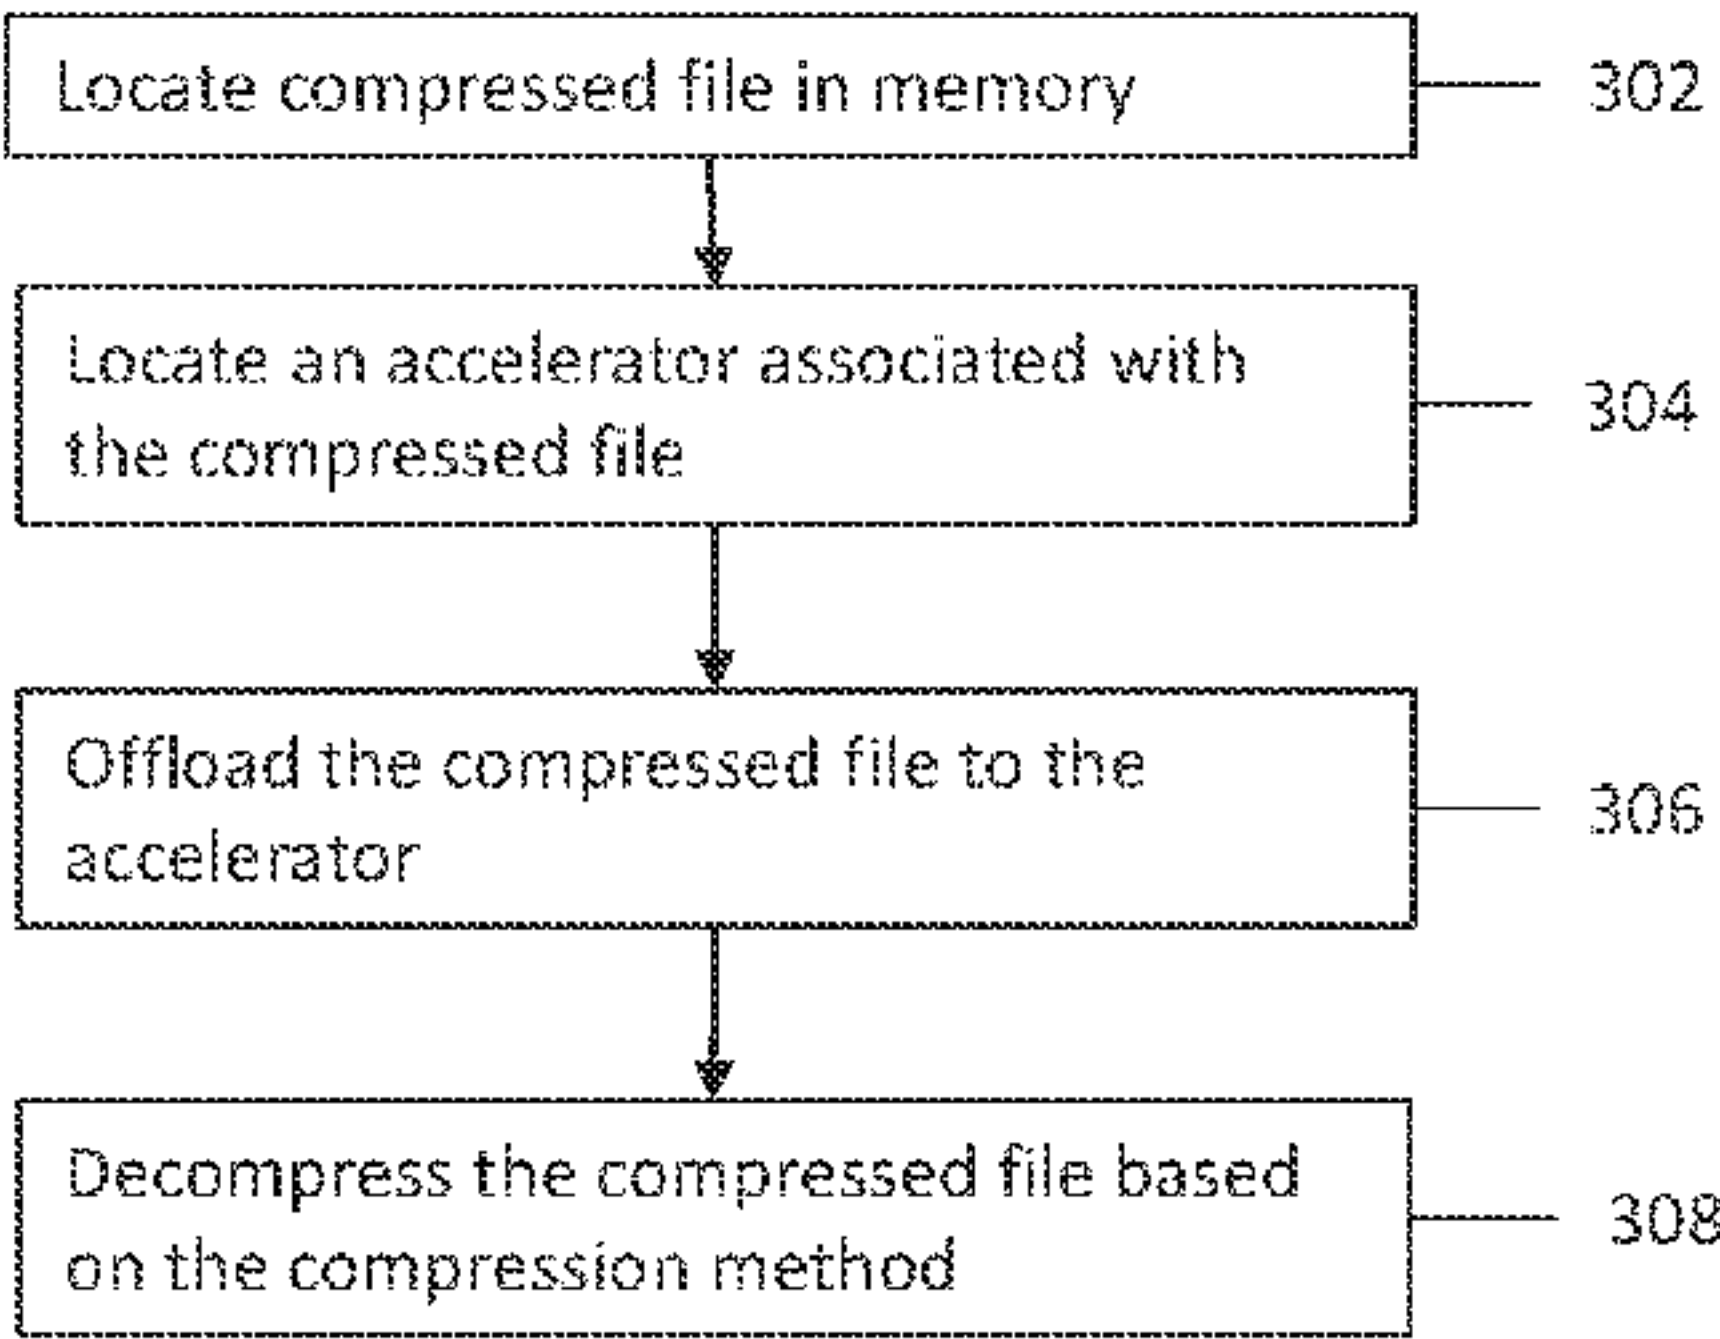 Locate compressed file in memory
302
Locate an accelerator associated with
the compressed file
304
Offload the compressed file to the
accelerator
306
Decompress the compressed file based
on the compression method
308